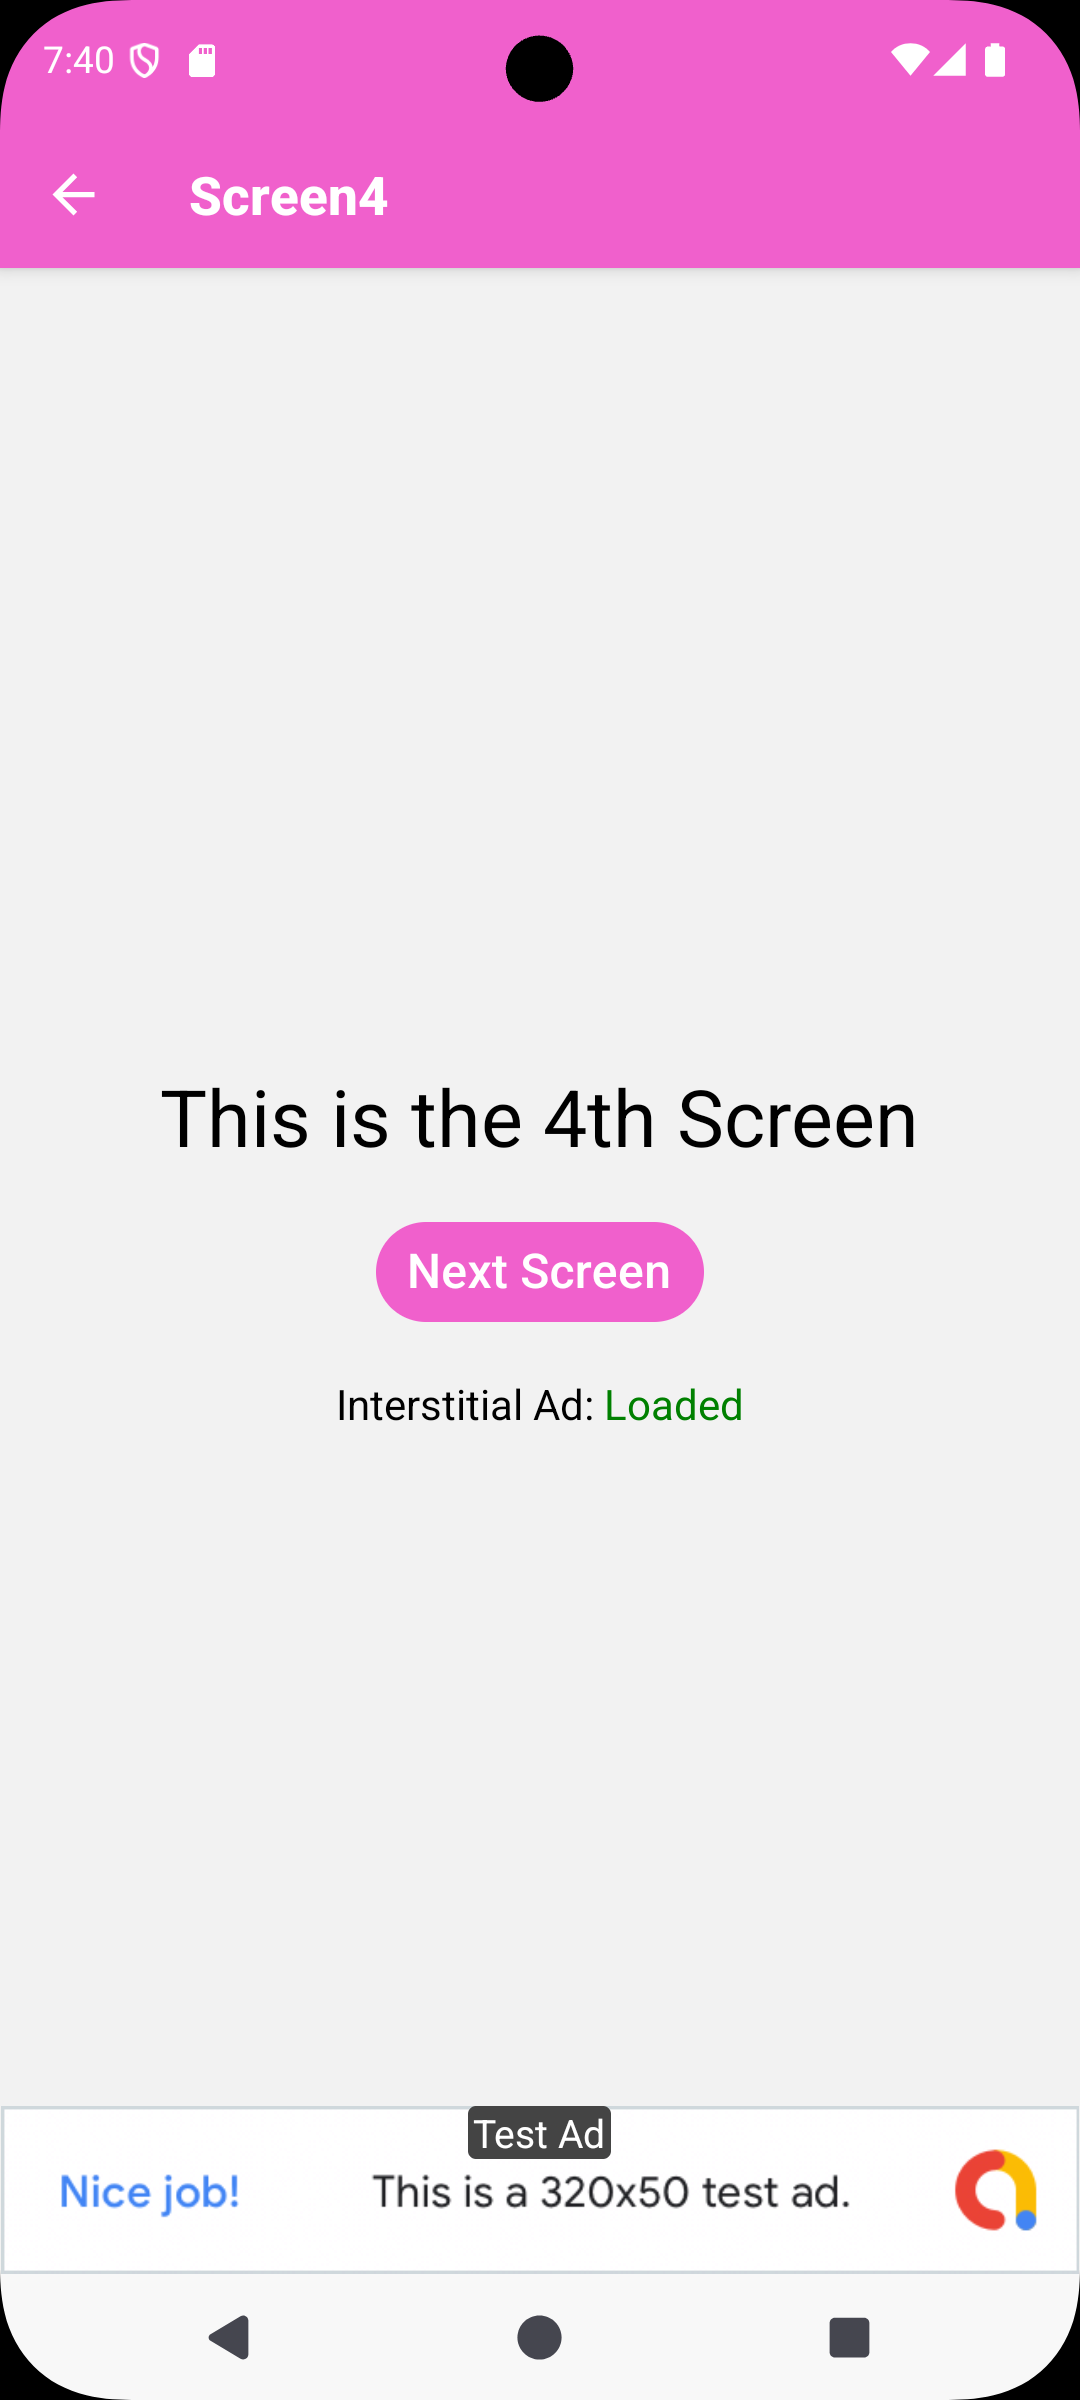 7:40
Screen4
This is the 4th Screen
Next Screen
Interstitial Ad: Loaded
Test Ad
Nice job!
This is a 320x50 test ad.